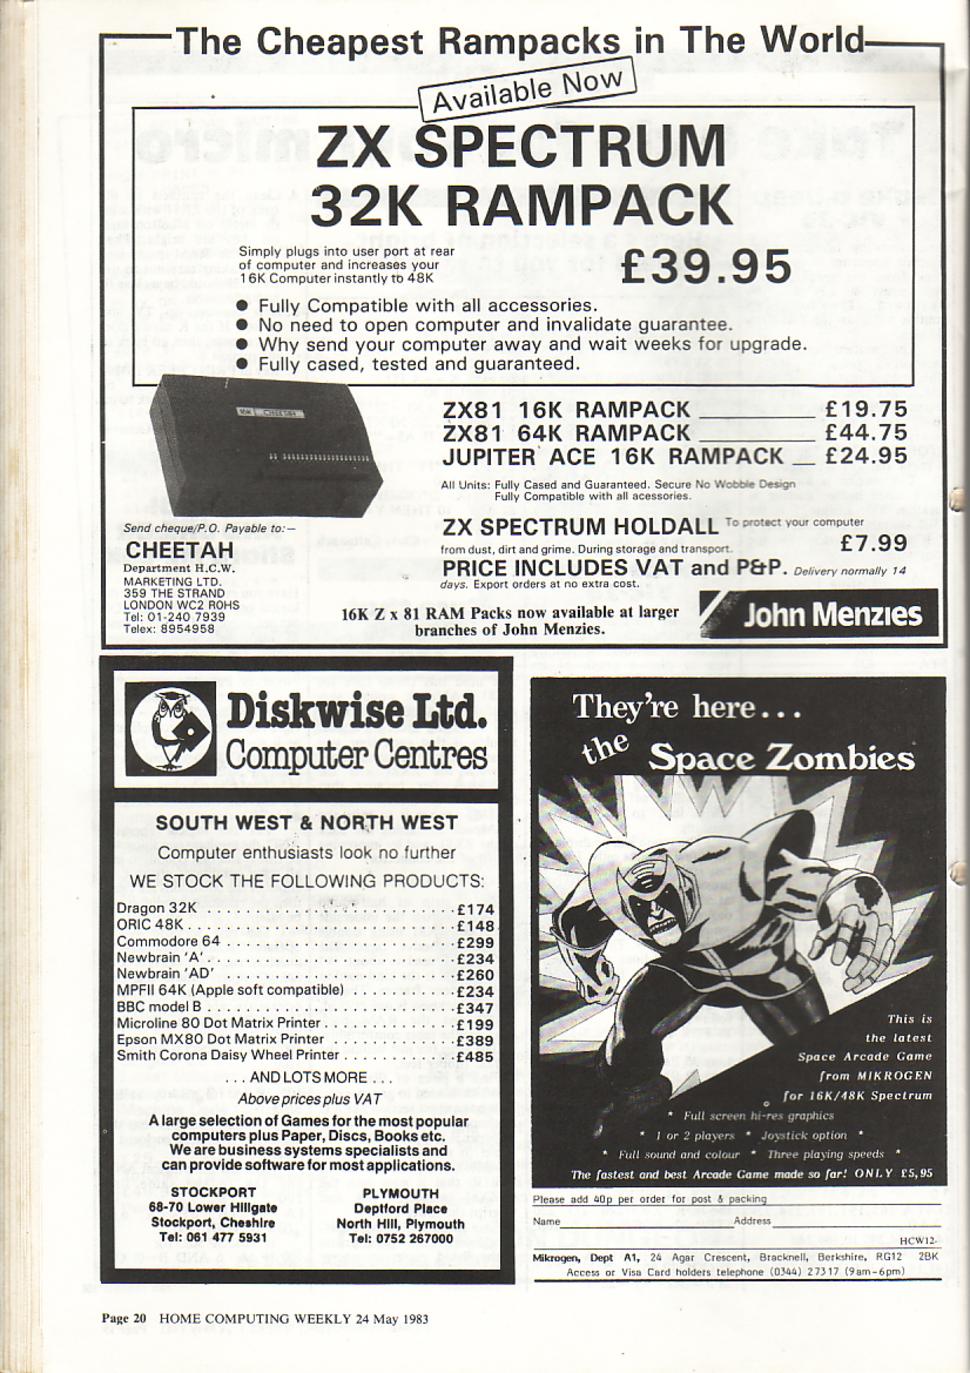 The Cheapest Rampacks in The World
Available Now
ZX SPECTRUM
32K RAMPACK
Simply plugs into user port at rear
of computer and increases your
16K Computer instantly to 48K
£39.95
● Fully Compatible with all accessories.
● No need to open computer and invalidate guarantee.
● Why send your computer away and wait weeks for upgrade.
● Fully cased, tested and guaranteed.
CHEETAH
ZX81 16K RAMPACK £19.75
ZX81 64K RAMPACK £44.75
JUPITER ACE 16K RAMPACK £24.95
All Units: Fully Cased and Guaranteed. Secure No Wobble Design
Fully Compatible with all acessories.
ZX SPECTRUM HOLDALL To protect your computer
from dust, dirt and grime. During storage and transport. £7.99
PRICE INCLUDES VAT and P&P. Delivery normally 14
days. Export orders at no extra cost.
Send cheque/P.O. Payable to:—
CHEETAH
Department H.C.W.
MARKETING LTD.
359 THE STRAND
LONDON WC2 R0HS
Tel: 01-240 7939
Telex: 8954958
16K Z x 81 RAM Packs now available at larger
branches of John Menzies.
John Menzies
Diskwise Ltd.
Computer Centres
SOUTH WEST & NORTH WEST
Computer enthusiasts look no further
WE STOCK THE FOLLOWING PRODUCTS:
Dragon 32K . . . . . . . . . . . . . . . . . . . . . . . . . . . £174
ORIC 48K . . . . . . . . . . . . . . . . . . . . . . . . . . . . £148
Commodore 64 . . . . . . . . . . . . . . . . . . . . . . . . £299
Newbrain 'A' . . . . . . . . . . . . . . . . . . . . . . . . . . £234
Newbrain 'AD' . . . . . . . . . . . . . . . . . . . . . . . . . £260
MPFII 64K (Apple soft compatible) . . . . . . . . . . . £234
BBC model B . . . . . . . . . . . . . . . . . . . . . . . . . . £347
Microline 80 Dot Matrix Printer . . . . . . . . . . . . . . £199
Epson MX80 Dot Matrix Printer . . . . . . . . . . . . . £389
Smith Corona Daisy Wheel Printer . . . . . . . . . . . . £485
. . . AND LOTS MORE . . .
Above prices plus VAT
A large selection of Games for the most popular
computers plus Paper, Discs, Books etc.
We are business systems specialists and
can provide software for most applications.
STOCKPORT
68-70 Lower Hillgate
Stockport, Cheshire
Tel: 061 477 5931
PLYMOUTH
Deptford Place
North Hill, Plymouth
Tel: 0752 267000
They're here...
the Space Zombies
This is
the latest
Space Arcade Game
from MIKROGEN
for 16K/48K Spectrum
* Full screen hi-res graphics
* 1 or 2 players * Joystick option *
* Full sound and colour * Three playing speeds *
The fastest and best Arcade Game made so far! ONLY £5,95
Please add 40p per order for post & packing
Name Address
HCW12-
Mikrogen, Dept A1, 24 Agar Crescent, Bracknell, Berkshire, RG12 2BK
Access or Visa Card holders telephone (0344) 27317 (9am-6pm)
Page 20 HOME COMPUTING WEEKLY 24 May 1983